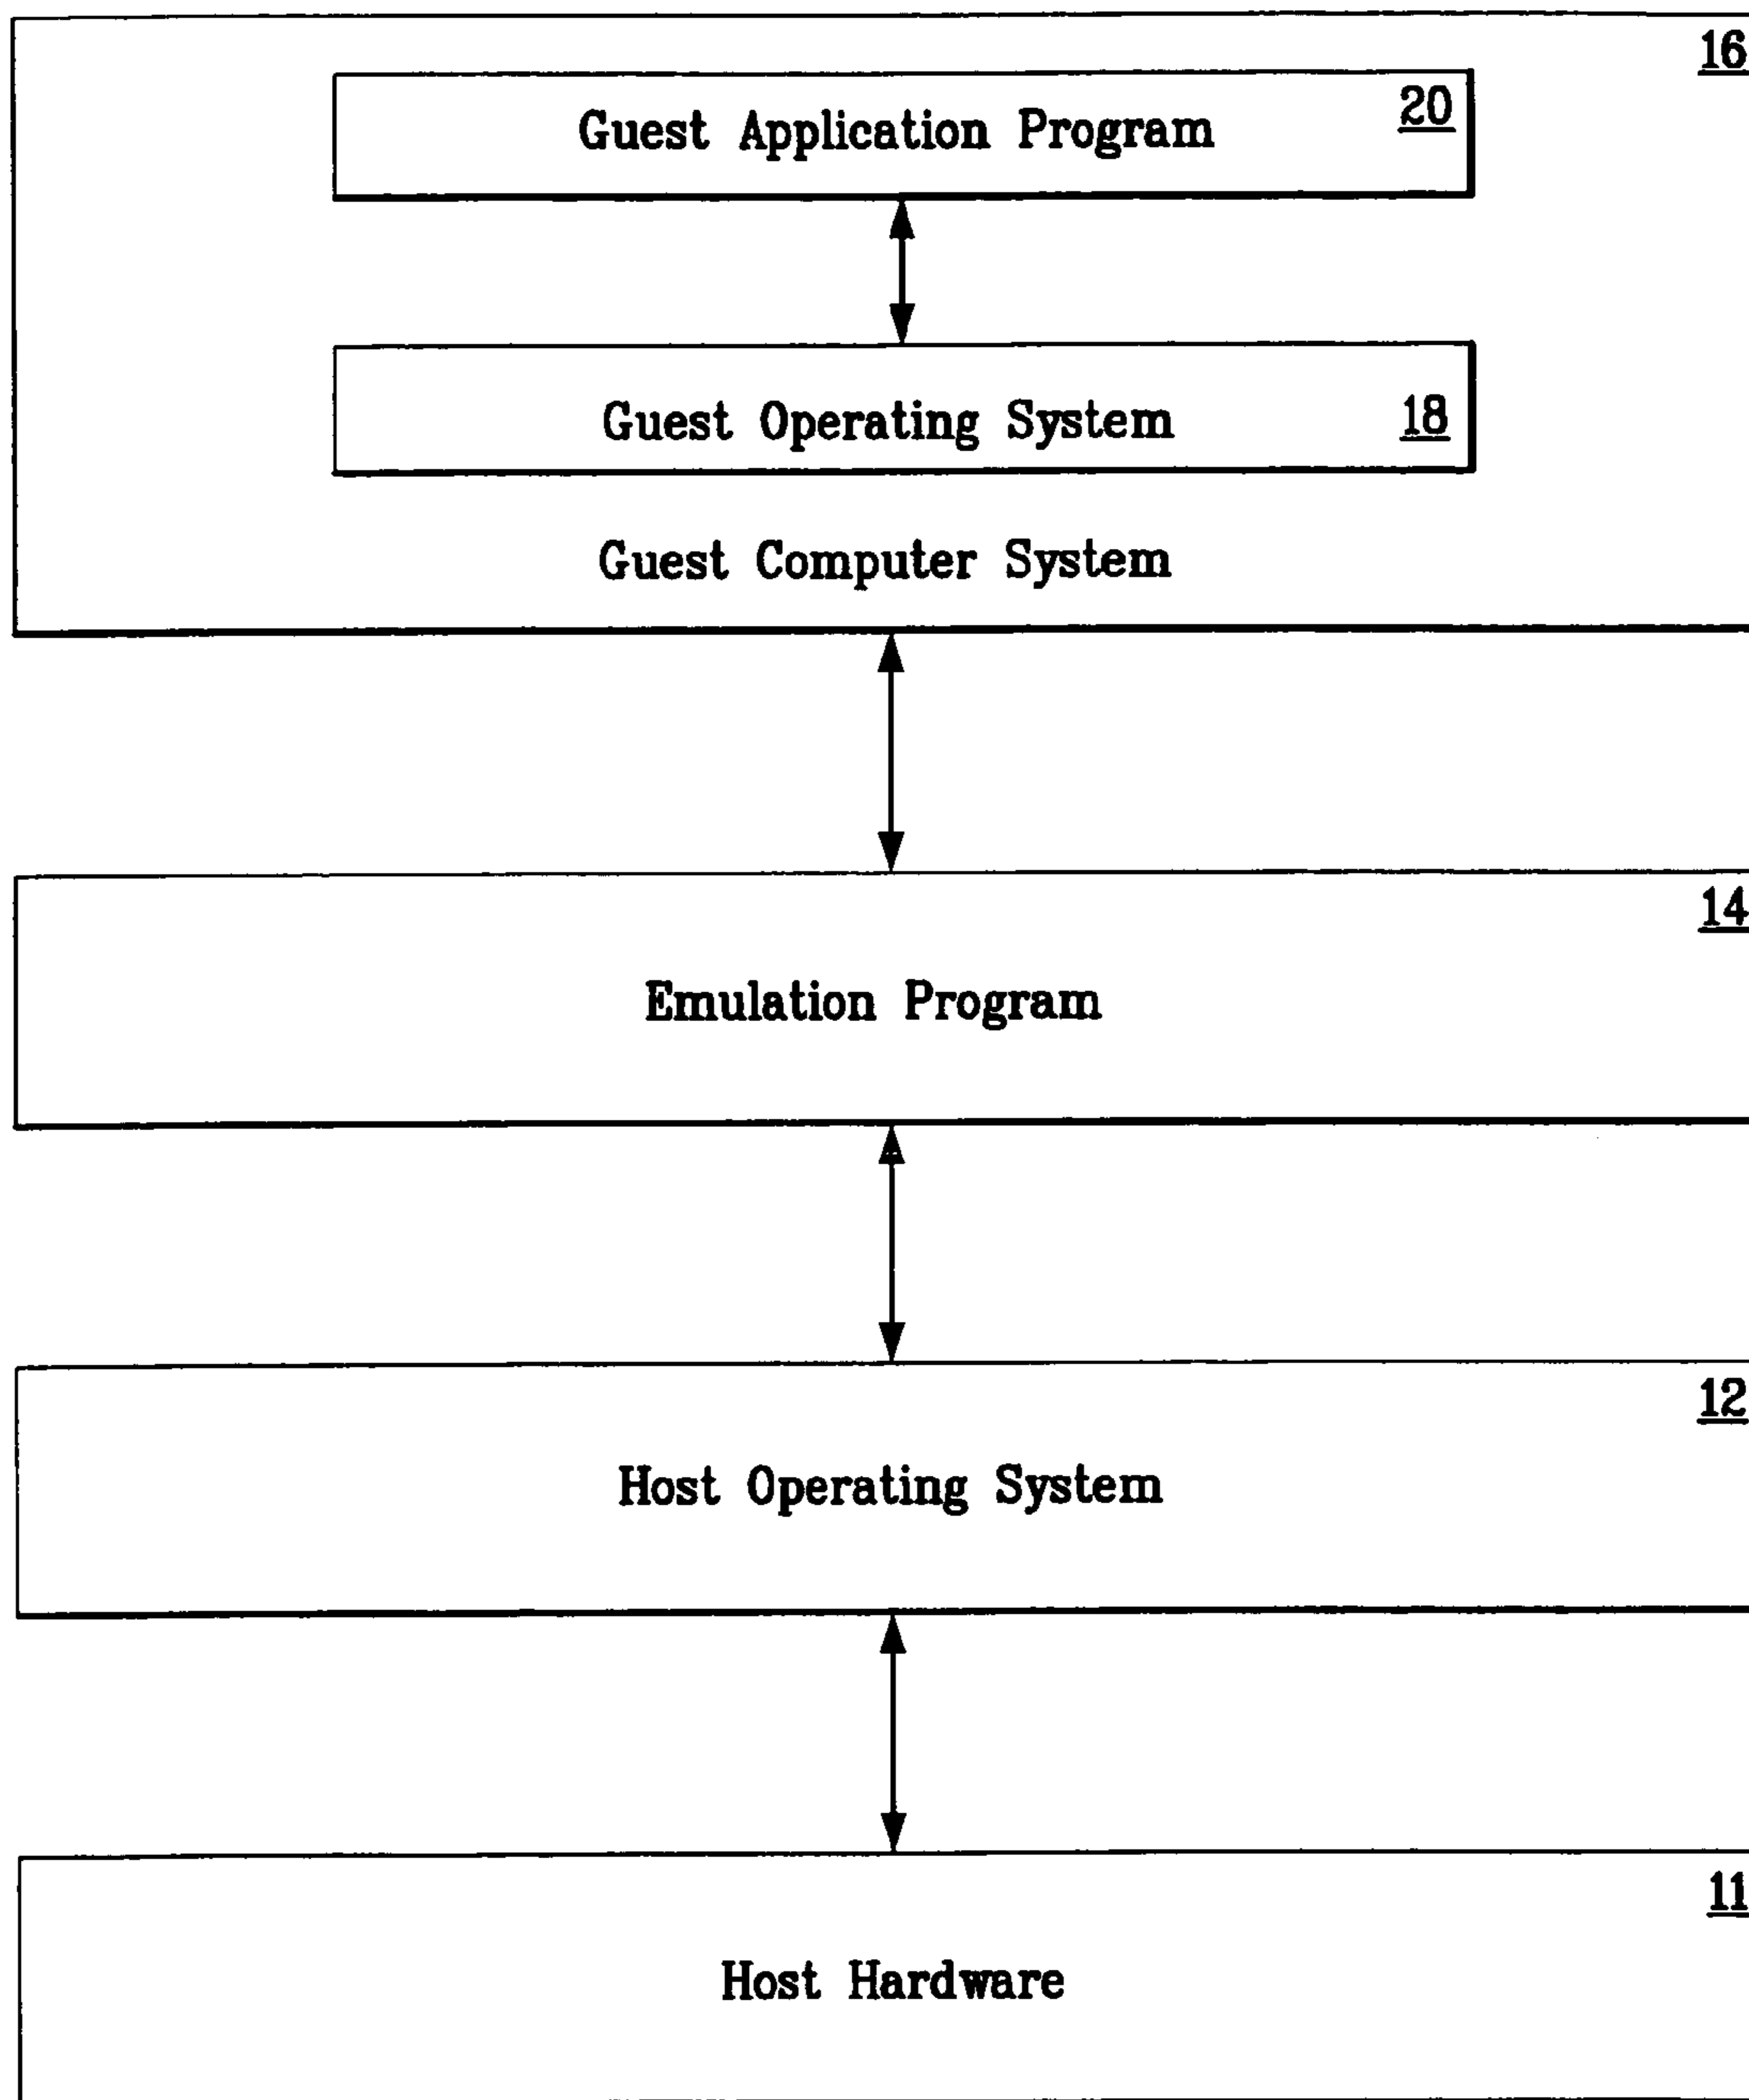 16
Guest Application Program 20
Guest Operating System 18
Guest Computer System
14
Emulation Program
12
Host Operating System
11
Host Hardware